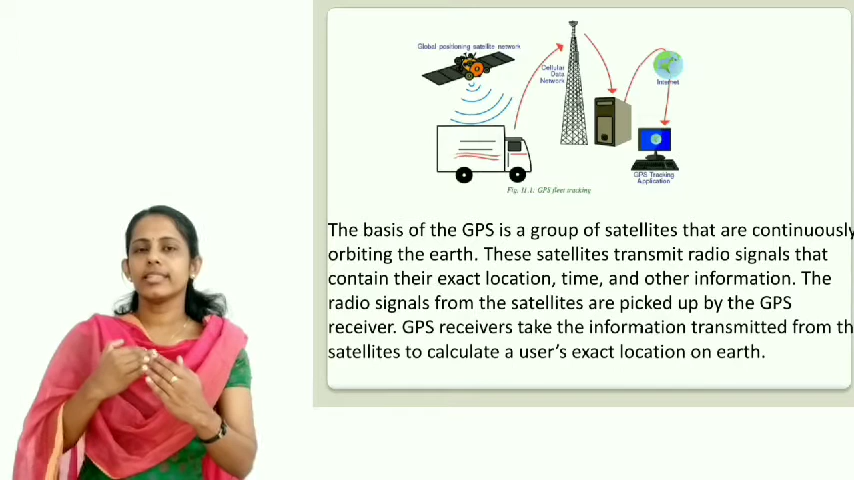 Global positioning satellite network
Cellular
Data
Network
Internet
GPS Tracking
Application
Fig. 11.1: GPS fleet tracking
The basis of the GPS is a group of satellites that are continuously
orbiting the earth. These satellites transmit radio signals that
contain their exact location, time, and other information. The
radio signals from the satellites are picked up by the GPS
receiver. GPS receivers take the information transmitted from th
satellites to calculate a user's exact location on earth.